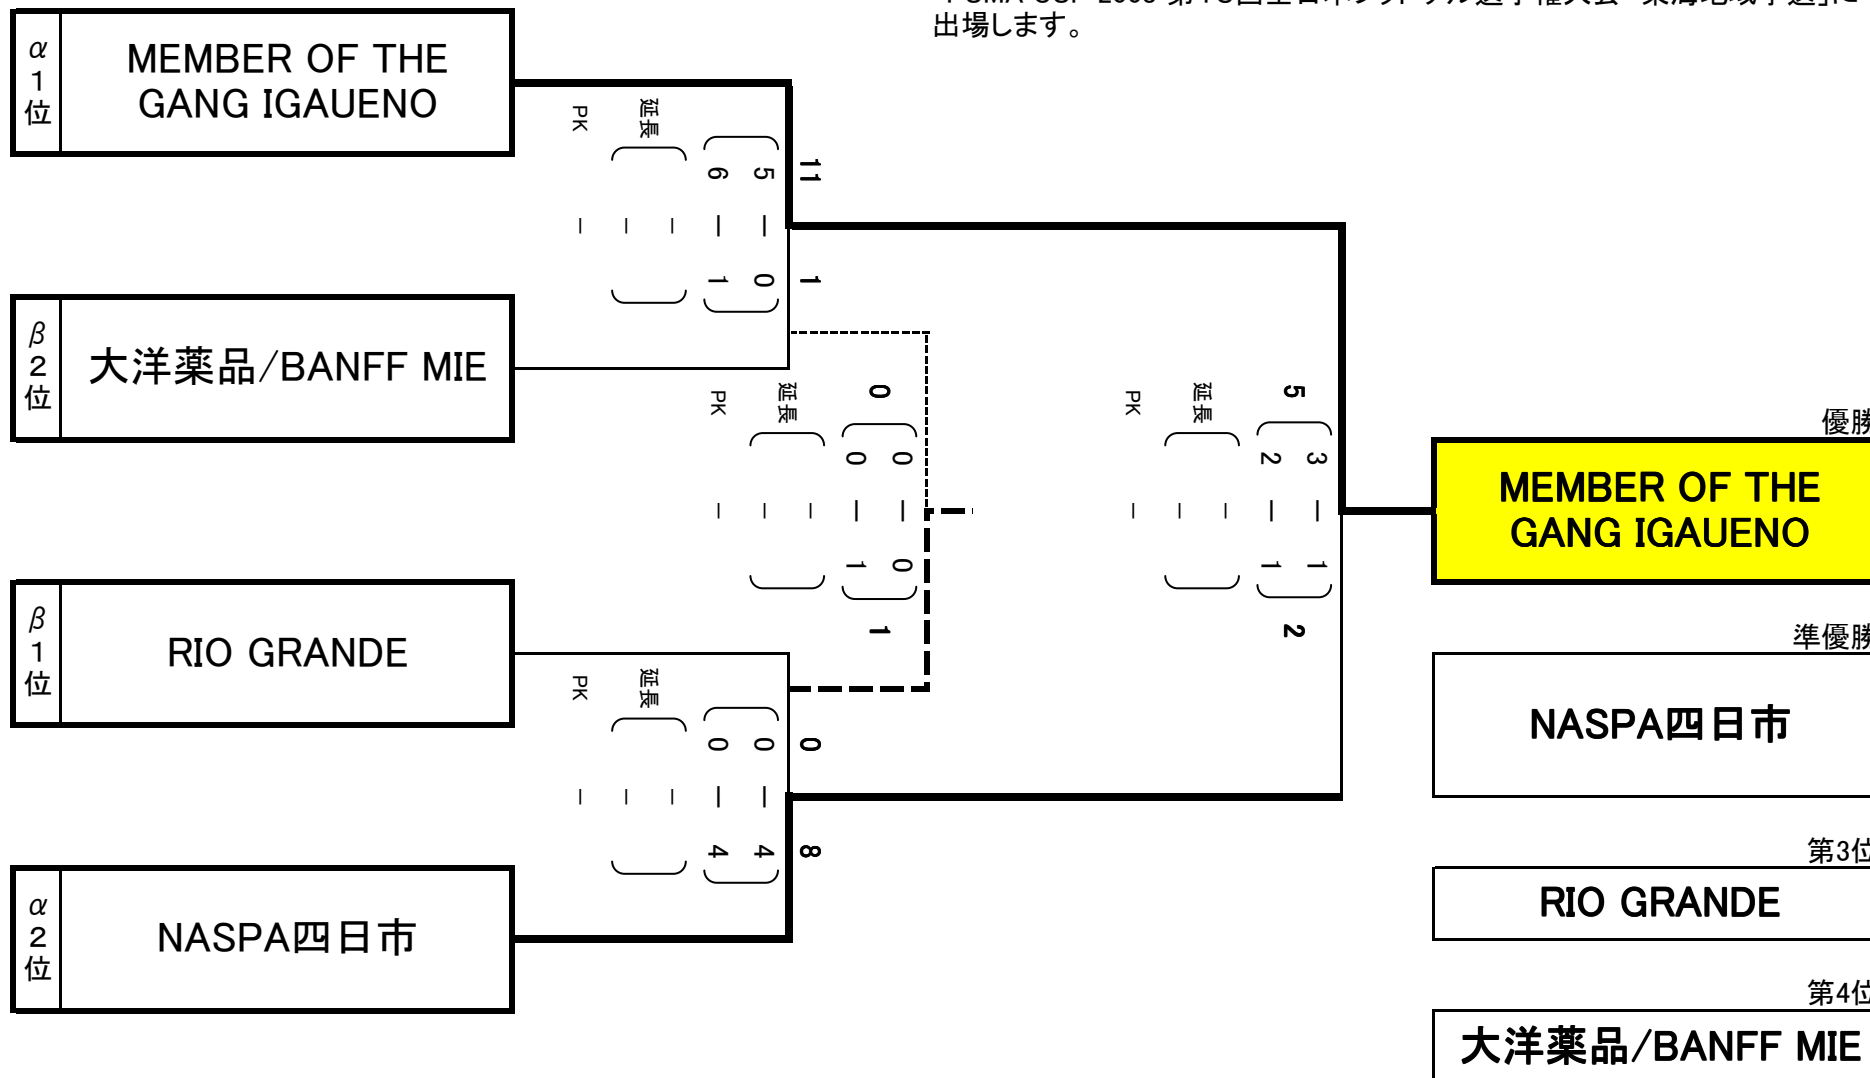 出場します。
α
1
位
MEMBER OF THE
GANG IGAUENO
PK
延長
6 5 11
- - - — —
1 0 1
β
2
位
大洋薬品/BANFF MIE
PK
延長
0
0 0
- - - — —
1 0
1
PK
延長
5
2 3
- - - — —
1 1
2
β
1
位
RIO GRANDE
PK
延長
0 0 0
- - - — —
4 4 8
α
2
位
NASPA四日市
優勝
MEMBER OF THE
GANG IGAUENO
準優勝
NASPA四日市
第3位
RIO GRANDE
第4位
大洋薬品/BANFF MIE